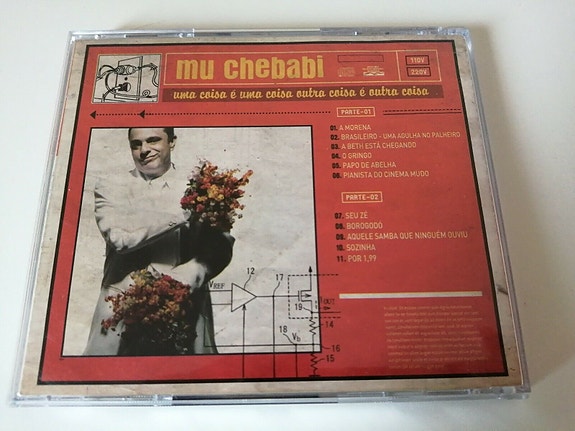 mu chebabi
110V
220V
uma coisa é uma coisa outra coisa é outra coisa
PARTE-01
01. A MORENA
02. BRASILEIRO - UMA AGULHA NO PALHEIRO
03. A BETH ESTÁ CHEGANDO
04. O GRINGO
05. PAPO DE ABELHA
06. PIANISTA DO CINEMA MUDO
PARTE-02
07. SEU ZÉ
08. BOROGODÓ
09. AQUELE SAMBA QUE NINGUÉM OUVIU
10. SOZINHA
11. POR 1,99
VREF
12
17
19
VOUT
14
18
Vb
16
15